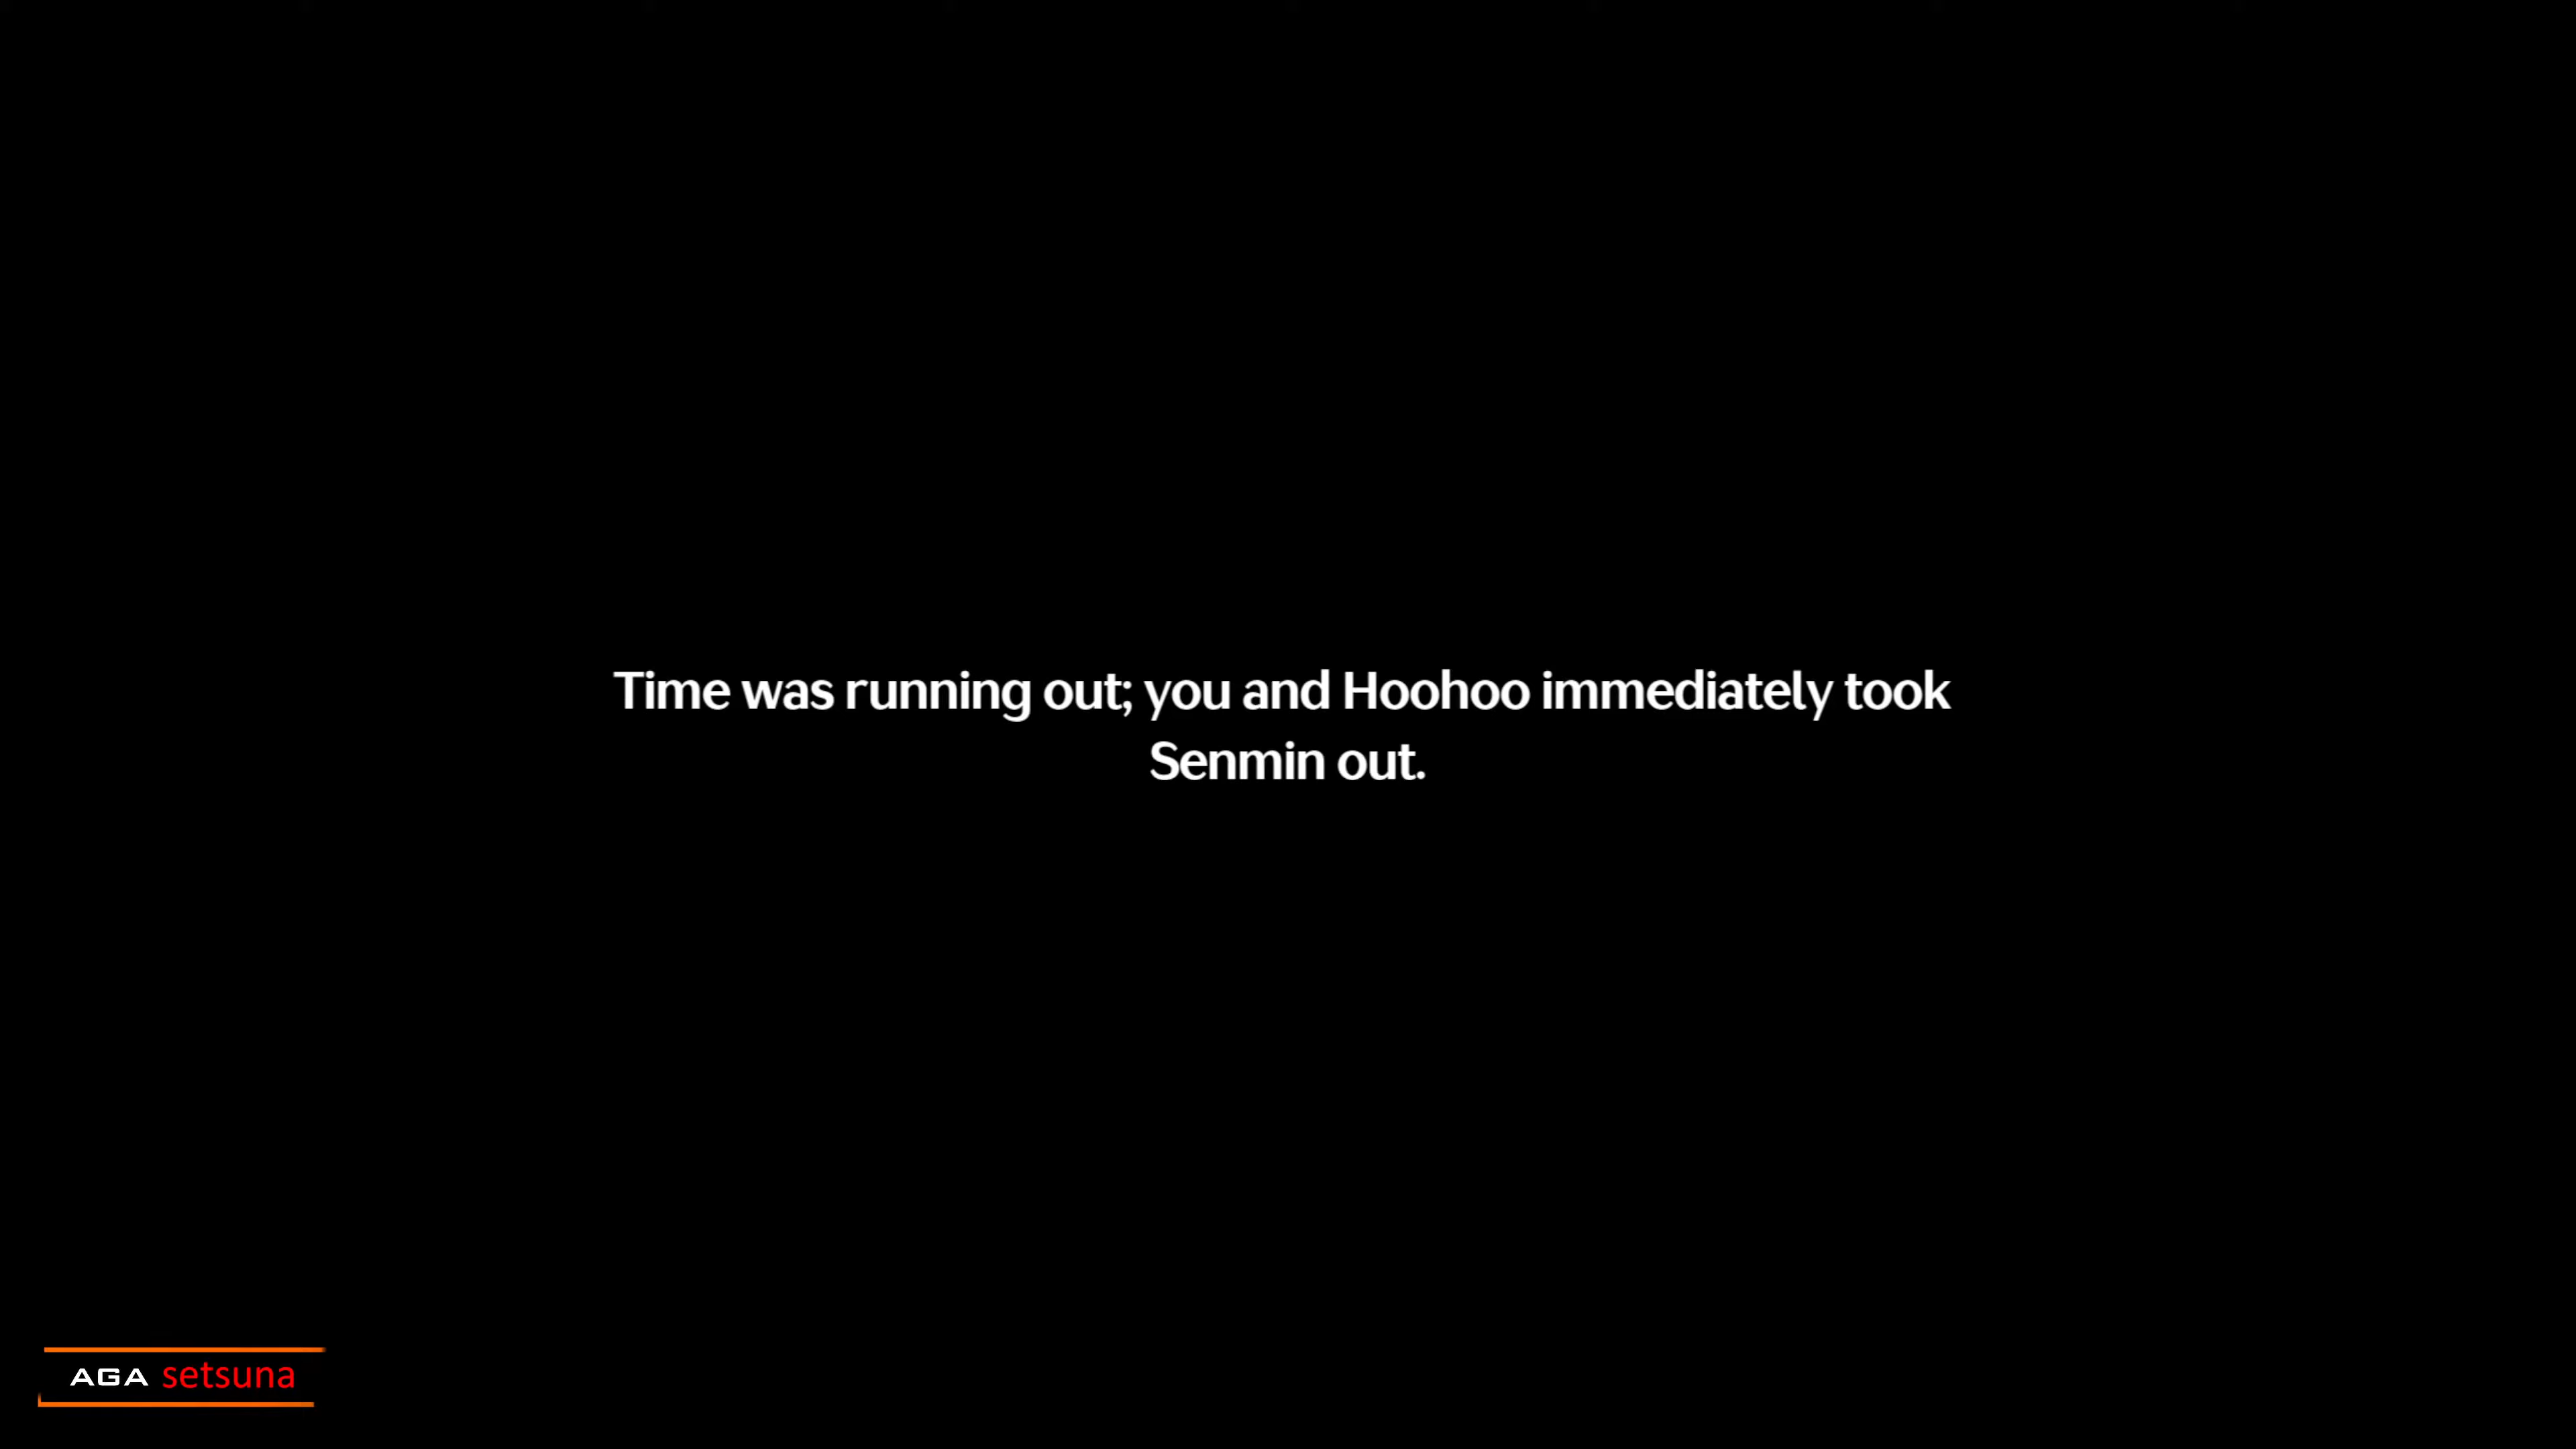 Time was running out; you and Hoohoo immediately took
Senmin out.
AGA setsuna